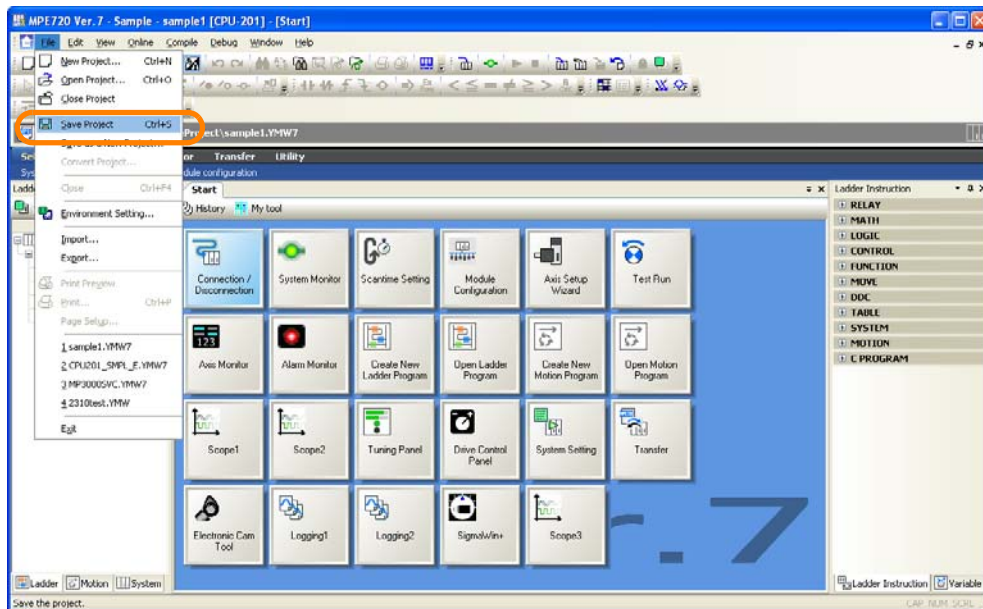 MPE720 Ver. 7 - Sample - sample1 [CPU-201] - [Start]
File Edit View Online Compile Debug Window Help
New Project... Ctrl+N
Open Project... Ctrl+O
Close Project
Save Project Ctrl+S
Project\sample1.YMW7
Convert Project...
Transfer Utility
dule configuration
Close Ctrl+F4
Start
Ladder Instruction
Environment Setting...
History My tool
Import...
Export...
Print Preview
Print... Ctrl+P
Page Setup...
1 sample1.YMW7
2 CPU201_SMPL_E.YMW7
3 MP3000SVC.YMW7
4 2310test.YMW
Exit
Connection /
Disconnection
System Monitor
Scantime Setting
Module
Configuration
Axis Setup
Wizard
Test Run
123
Axis Monitor
Alarm Monitor
Create New
Ladder Program
Open Ladder
Program
Create New
Motion Program
Open Motion
Program
Scope1
Scope2
Tuning Panel
Drive Control
Panel
System Setting
Transfer
Electronic Cam
Tool
Logging1
Logging2
SigmaWin+
Scope3
r.7
RELAY
MATH
LOGIC
CONTROL
FUNCTION
MOVE
DDC
TABLE
SYSTEM
MOTION
C PROGRAM
Ladder Motion System
Ladder Instruction Variable
Save the project.
CAP NUM SCRL